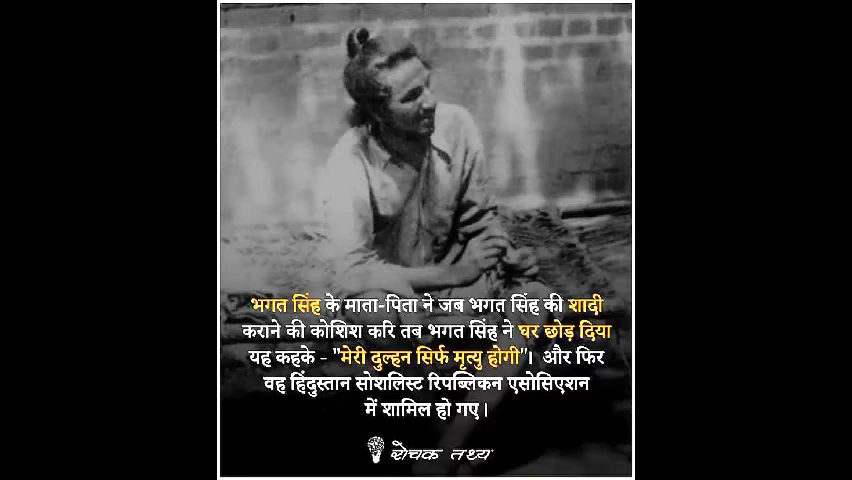 भगत सिंह के माता-पिता ने जब भगत सिंह की शादी
कराने की कोशिश करि तब भगत सिंह ने घर छोड़ दिया
यह कहके - "मेरी दुल्हन सिर्फ मृत्यु होगी"। और फिर
वह हिंदुस्तान सोशलिस्ट रिपब्लिकन एसोसिएशन
में शामिल हो गए।
रोचक तथ्य